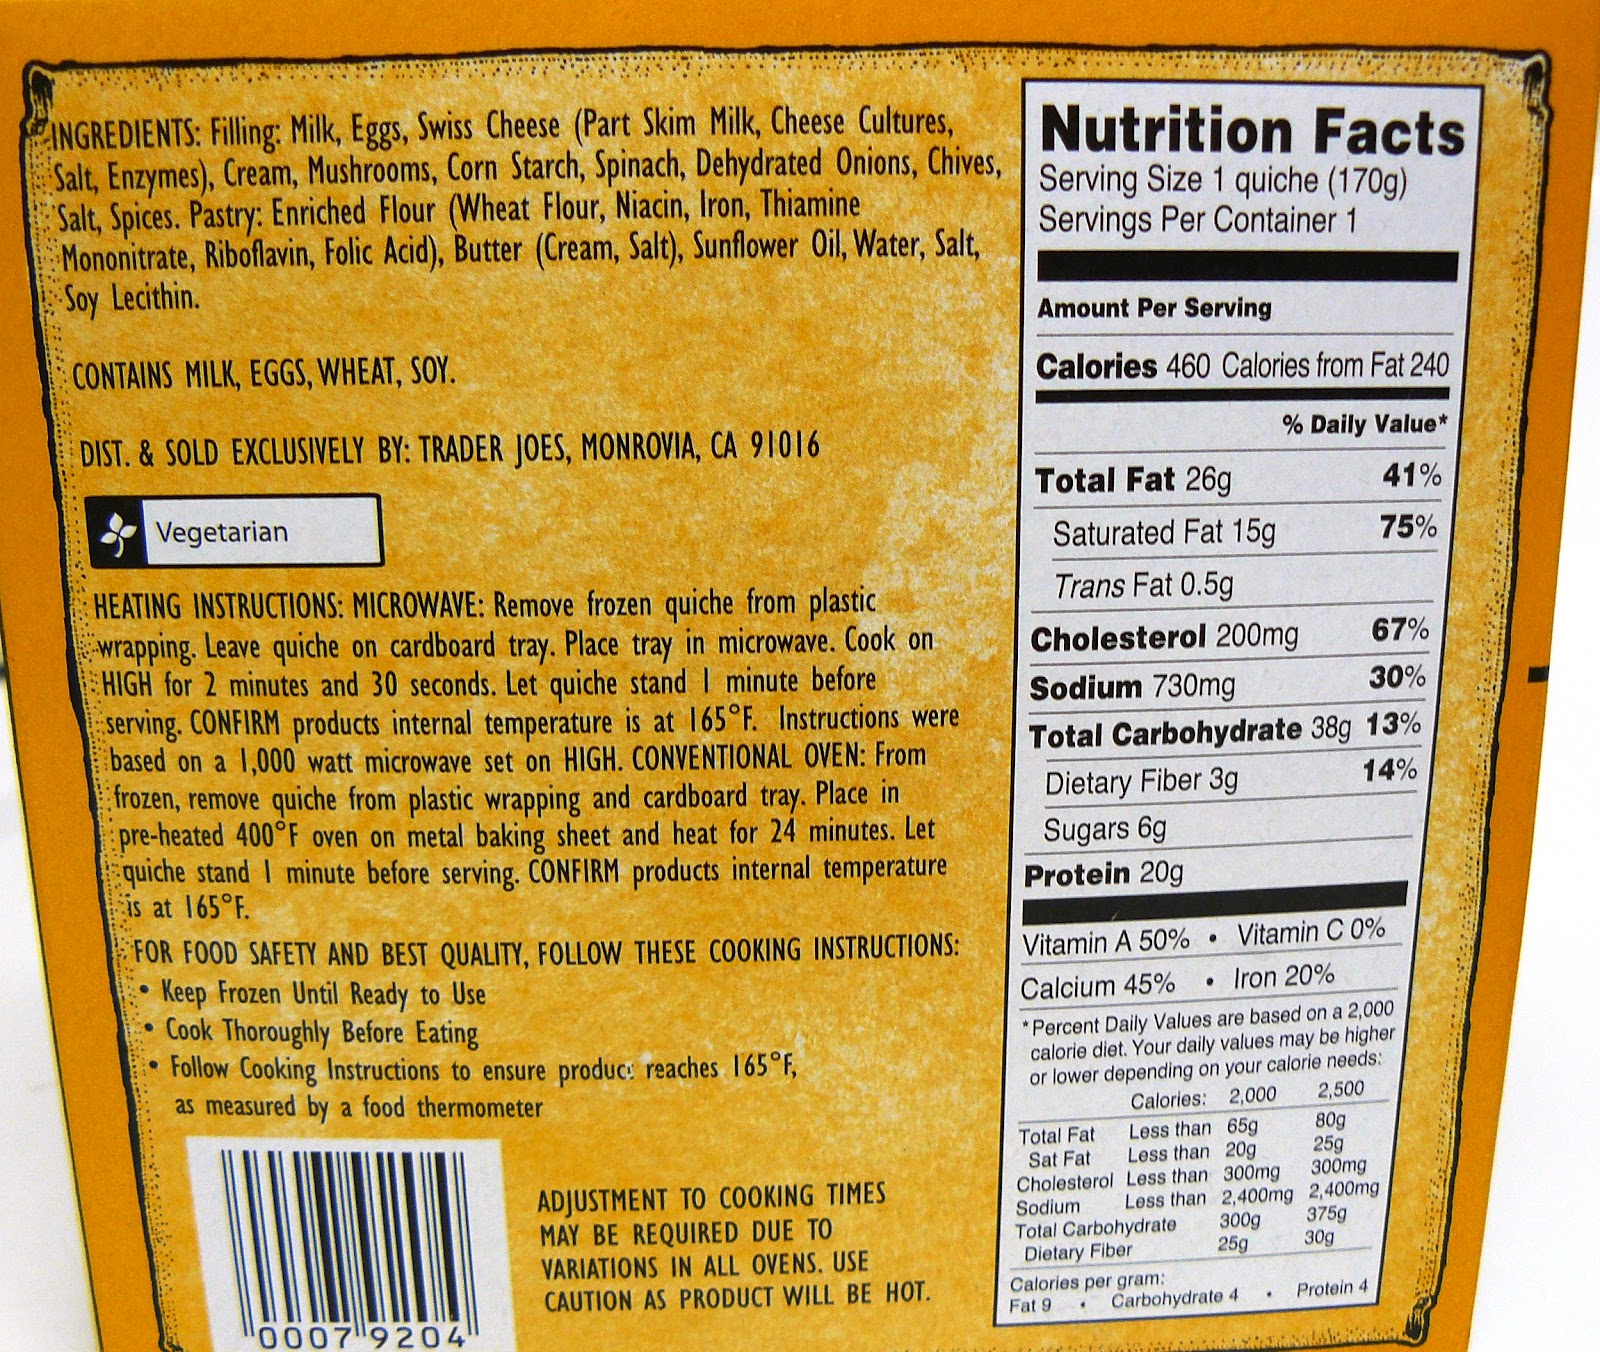 INGREDIENTS: Filling: Milk, Eggs, Swiss Cheese (Part Skim Milk, Cheese Cultures,
Salt, Enzymes), Cream, Mushrooms, Corn Starch, Spinach, Dehydrated Onions, Chives,
Salt, Spices. Pastry: Enriched Flour (Wheat Flour, Niacin, Iron, Thiamine
Mononitrate, Riboflavin, Folic Acid), Butter (Cream, Salt), Sunflower Oil, Water, Salt,
Soy Lecithin.
CONTAINS MILK, EGGS, WHEAT, SOY.
DIST. & SOLD EXCLUSIVELY BY: TRADER JOES, MONROVIA, CA 91016
Vegetarian
HEATING INSTRUCTIONS: MICROWAVE: Remove frozen quiche from plastic
wrapping. Leave quiche on cardboard tray. Place tray in microwave. Cook on
HIGH for 2 minutes and 30 seconds. Let quiche stand 1 minute before
serving. CONFIRM products internal temperature is at 165°F. Instructions were
based on a 1,000 watt microwave set on HIGH. CONVENTIONAL OVEN: From
frozen, remove quiche from plastic wrapping and cardboard tray. Place in
pre-heated 400°F oven on metal baking sheet and heat for 24 minutes. Let
quiche stand 1 minute before serving. CONFIRM products internal temperature
is at 165°F.
FOR FOOD SAFETY AND BEST QUALITY, FOLLOW THESE COOKING INSTRUCTIONS:
• Keep Frozen Until Ready to Use
• Cook Thoroughly Before Eating
• Follow Cooking Instructions to ensure product reaches 165°F,
as measured by a food thermometer
00079204
ADJUSTMENT TO COOKING TIMES
MAY BE REQUIRED DUE TO
VARIATIONS IN ALL OVENS. USE
CAUTION AS PRODUCT WILL BE HOT.
Nutrition Facts
Serving Size 1 quiche (170g)
Servings Per Container 1
Amount Per Serving
Calories 460 Calories from Fat 240
% Daily Value*
Total Fat 26g 41%
Saturated Fat 15g 75%
Trans Fat 0.5g
Cholesterol 200mg 67%
Sodium 730mg 30%
Total Carbohydrate 38g 13%
Dietary Fiber 3g 14%
Sugars 6g
Protein 20g
Vitamin A 50% • Vitamin C 0%
Calcium 45% • Iron 20%
*Percent Daily Values are based on a 2,000
calorie diet. Your daily values may be higher
or lower depending on your calorie needs:
Calories: 2,000 2,500
Total Fat Less than 65g 80g
Sat Fat Less than 20g 25g
Cholesterol Less than 300mg 300mg
Sodium Less than 2,400mg 2,400mg
Total Carbohydrate 300g 375g
Dietary Fiber 25g 30g
Calories per gram:
Fat 9 • Carbohydrate 4 • Protein 4